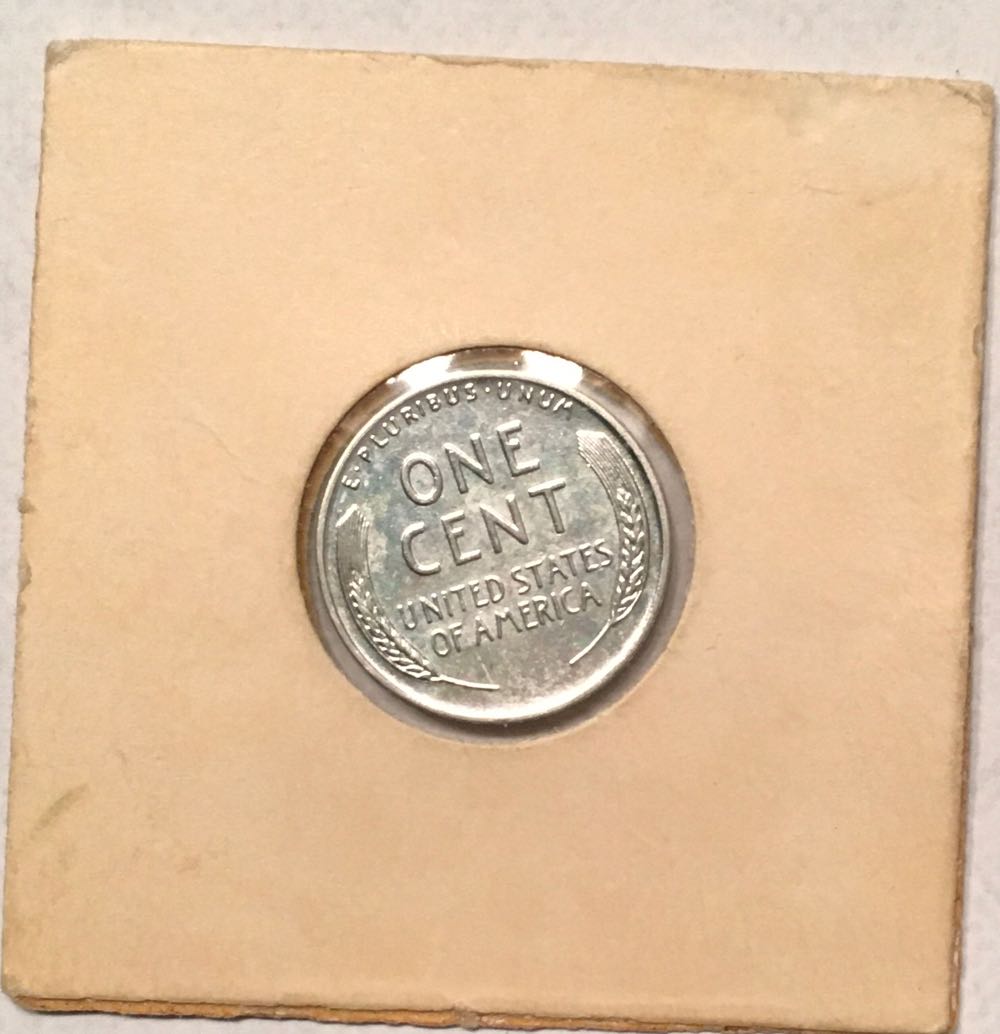 E·PLURIBUS·UNUM
ONE
CENT
UNITED STATES
OF AMERICA